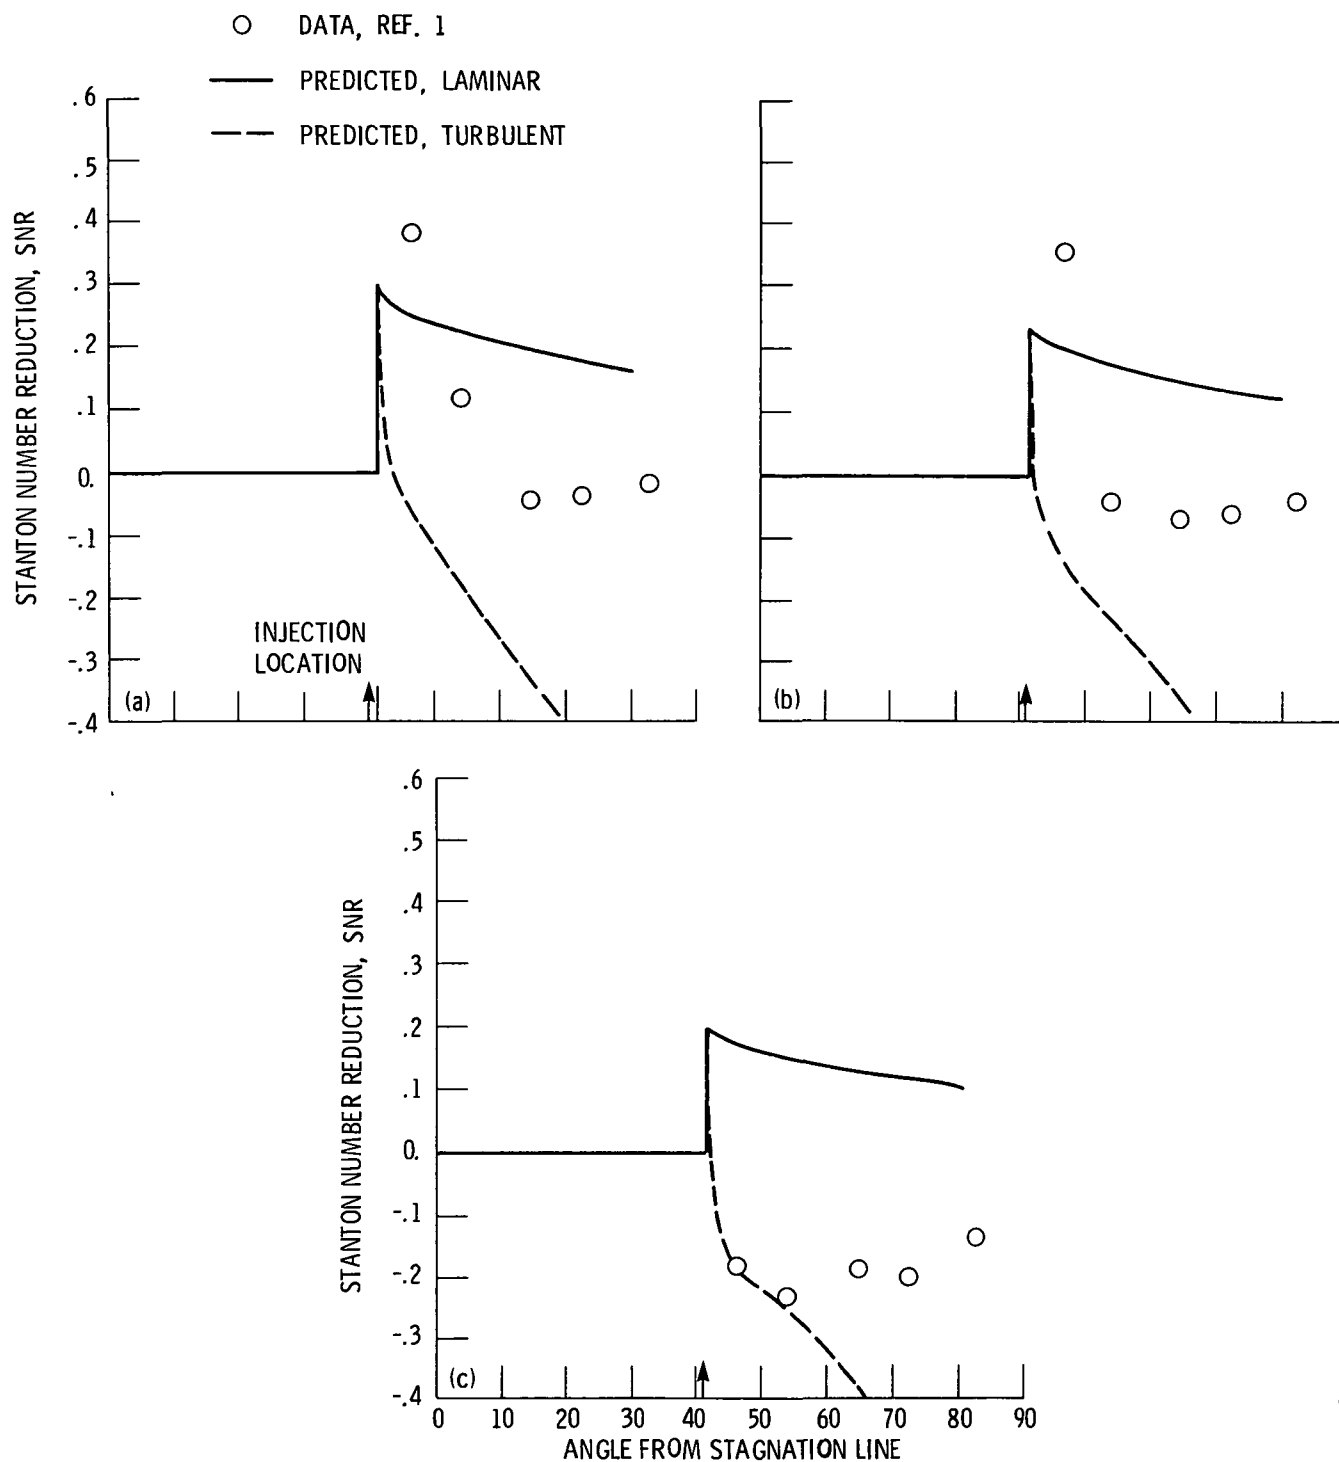 DATA, REF. 1
PREDICTED, LAMINAR
PREDICTED, TURBULENT
STANTON NUMBER REDUCTION, SNR
.6
.5
.4
.3
.2
.1
0.
-.1
-.2
-.3
-.4
INJECTION
LOCATION
(a)
(b)
STANTON NUMBER REDUCTION, SNR
.6
.5
.4
.3
.2
.1
0.
-.1
-.2
-.3
-.4
(c)
0 10 20 30 40 50 60 70 80 90
ANGLE FROM STAGNATION LINE